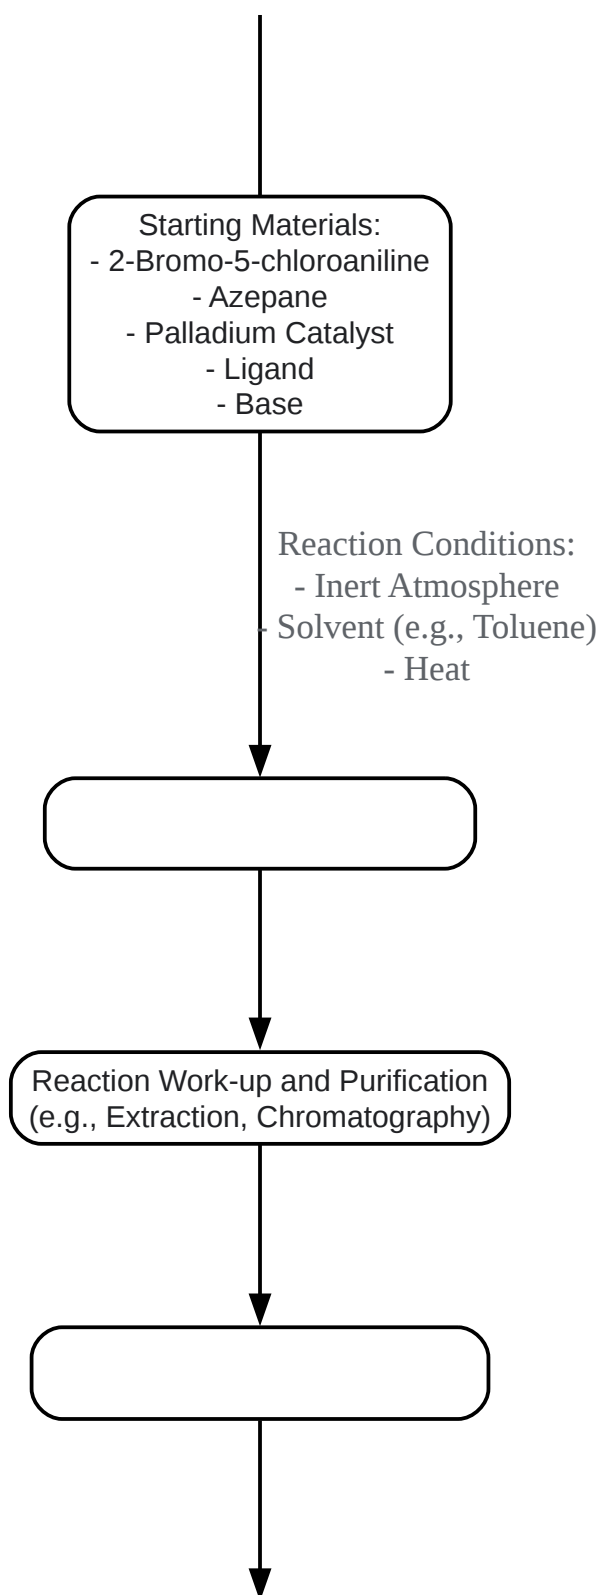 Starting Materials:
- 2-Bromo-5-chloroaniline
- Azepane
- Palladium Catalyst
- Ligand
- Base
Reaction Conditions:
- Inert Atmosphere
- Solvent (e.g., Toluene)
- Heat
Reaction Work-up and Purification
(e.g., Extraction, Chromatography)